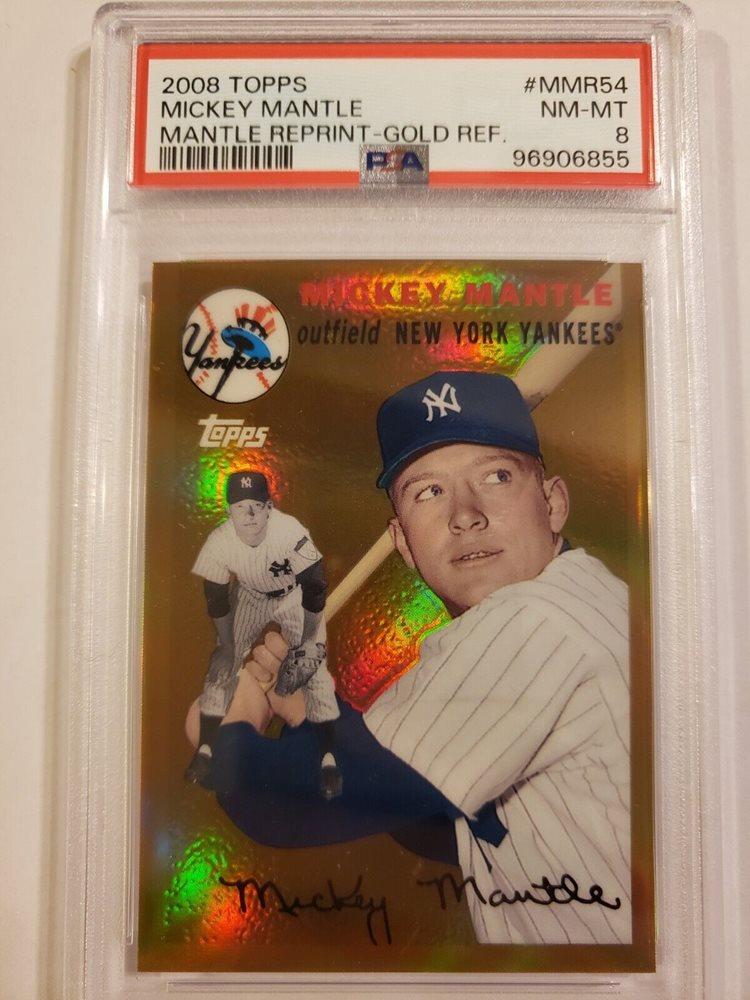 2008 TOPPS #MMR54
MICKEY MANTLE NM-MT
MANTLE REPRINT-GOLD REF. 8
PSA 96906855
MICKEY MANTLE
outfield NEW YORK YANKEES®
Yankees
topps
NY
NY
NY
Mickey Mantle